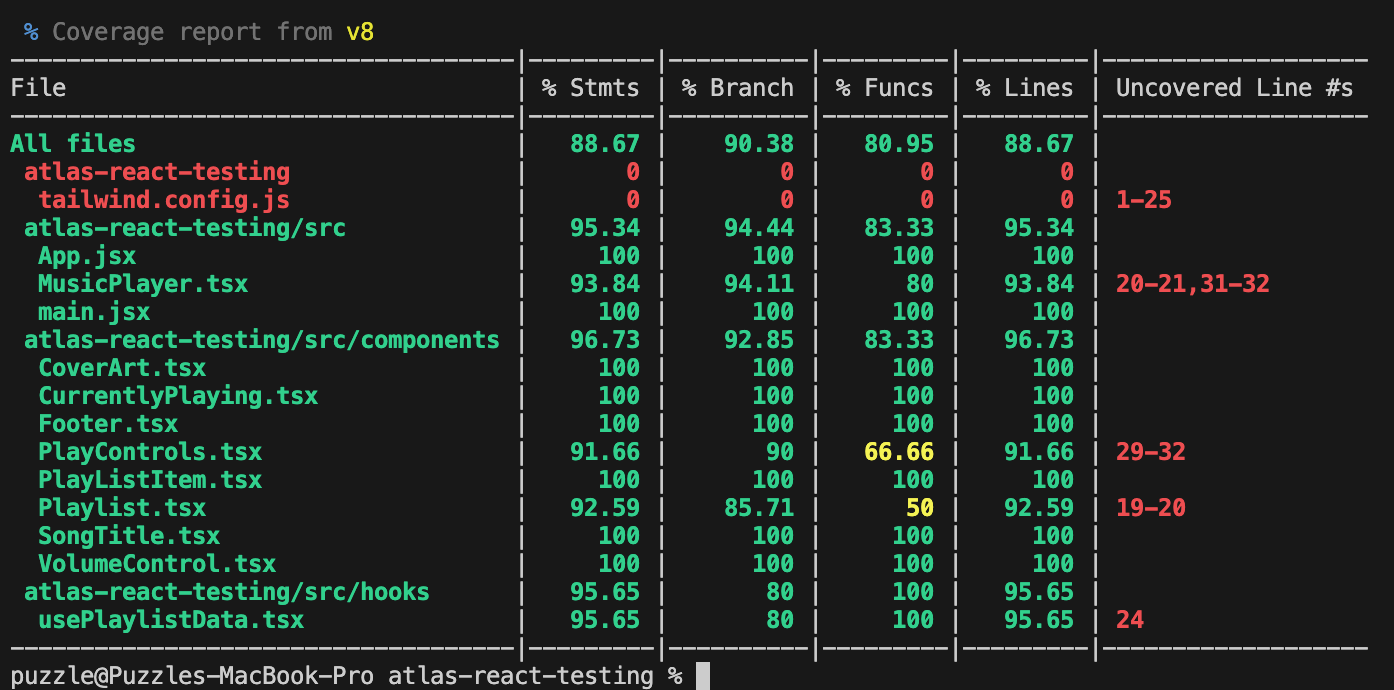 % Coverage report from v8
File | % Stmts | % Branch | % Funcs | % Lines | Uncovered Line #s
All files | 88.67 | 90.38 | 80.95 | 88.67 |
atlas-react-testing | 0 | 0 | 0 | 0 |
tailwind.config.js | 0 | 0 | 0 | 0 | 1-25
atlas-react-testing/src | 95.34 | 94.44 | 83.33 | 95.34 |
App.jsx | 100 | 100 | 100 | 100 |
MusicPlayer.tsx | 93.84 | 94.11 | 80 | 93.84 | 20-21,31-32
main.jsx | 100 | 100 | 100 | 100 |
atlas-react-testing/src/components | 96.73 | 92.85 | 83.33 | 96.73 |
CoverArt.tsx | 100 | 100 | 100 | 100 |
CurrentlyPlaying.tsx | 100 | 100 | 100 | 100 |
Footer.tsx | 100 | 100 | 100 | 100 |
PlayControls.tsx | 91.66 | 90 | 66.66 | 91.66 | 29-32
PlayListItem.tsx | 100 | 100 | 100 | 100 |
Playlist.tsx | 92.59 | 85.71 | 50 | 92.59 | 19-20
SongTitle.tsx | 100 | 100 | 100 | 100 |
VolumeControl.tsx | 100 | 100 | 100 | 100 |
atlas-react-testing/src/hooks | 95.65 | 80 | 100 | 95.65 |
usePlaylistData.tsx | 95.65 | 80 | 100 | 95.65 | 24
puzzle@Puzzles-MacBook-Pro atlas-react-testing %